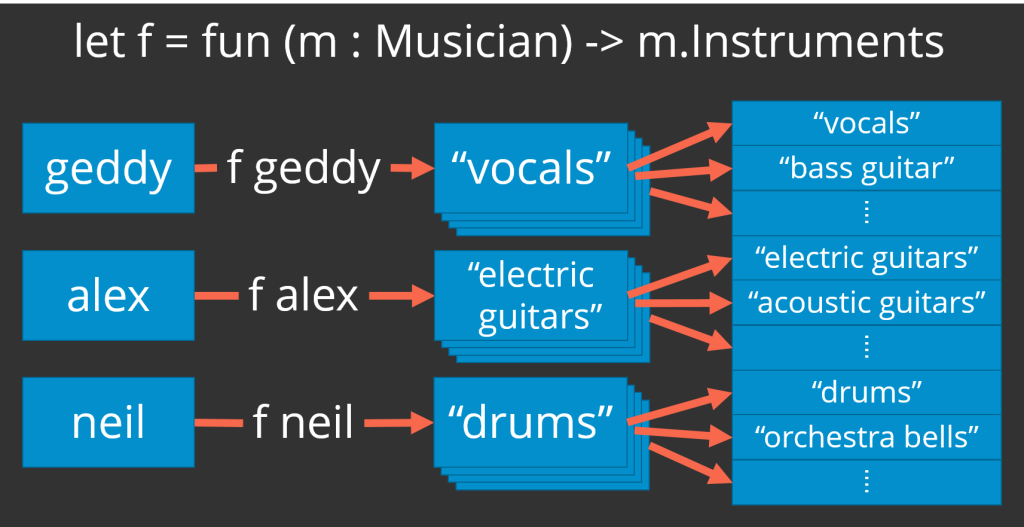 let f = fun (m : Musician) -> m.Instruments
geddy
f geddy
“vocals”
“vocals”
“bass guitar”
⁞
alex
f alex
“electric
guitars”
“electric guitars”
“acoustic guitars”
⁞
neil
f neil
“drums”
“drums”
“orchestra bells”
⁞